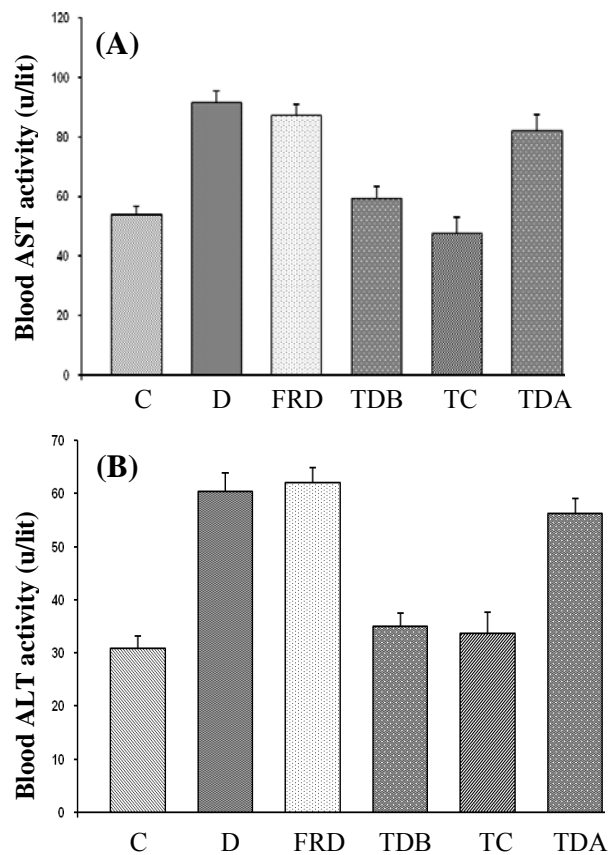 (A)
Blood AST activity (u/lit)
120
100
80
60
40
20
0
C D FRD TDB TC TDA
(B)
Blood ALT activity (u/lit)
70
60
50
40
30
20
10
0
C D FRD TDB TC TDA